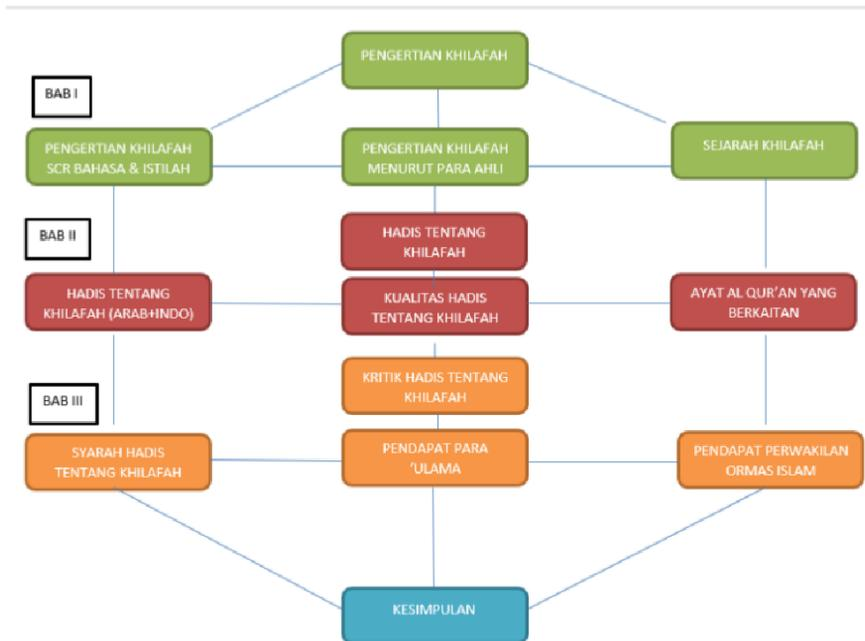 PENGERTIAN KHILAFAH
BAB I
PENGERTIAN KHILAFAH
SCR BAHASA & ISTILAH
PENGERTIAN KHILAFAH
MENURUT PARA AHLI
SEJARAH KHILAFAH
BAB II
HADIS TENTANG
KHILAFAH
HADIS TENTANG
KHILAFAH (ARAB+INDO)
KUALITAS HADIS
TENTANG KHILAFAH
AYAT AL QUR'AN YANG
BERKAITAN
KRITIK HADIS TENTANG
KHILAFAH
BAB III
SYARAH HADIS
TENTANG KHILAFAH
PENDAPAT PARA
'ULAMA
PENDAPAT PERWAKILAN
ORMAS ISLAM
KESIMPULAN